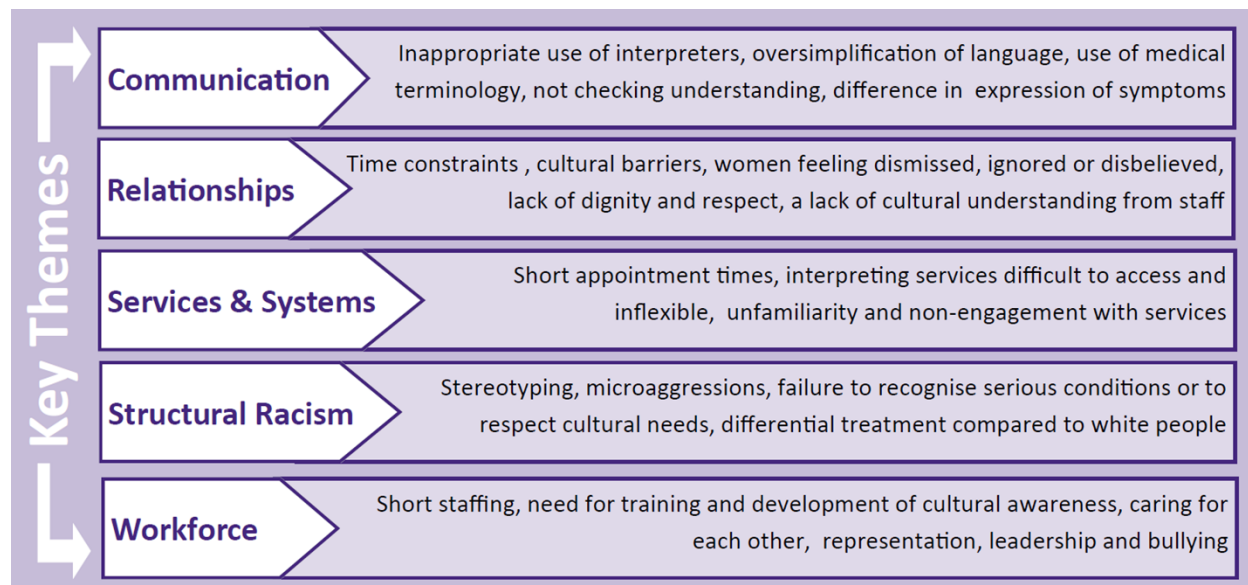 Key Themes
Communication
Inappropriate use of interpreters, oversimplification of language, use of medical
terminology, not checking understanding, difference in expression of symptoms
Relationships
Time constraints , cultural barriers, women feeling dismissed, ignored or disbelieved,
lack of dignity and respect, a lack of cultural understanding from staff
Services & Systems
Short appointment times, interpreting services difficult to access and
inflexible, unfamiliarity and non-engagement with services
Structural Racism
Stereotyping, microaggressions, failure to recognise serious conditions or to
respect cultural needs, differential treatment compared to white people
Workforce
Short staffing, need for training and development of cultural awareness, caring for
each other, representation, leadership and bullying